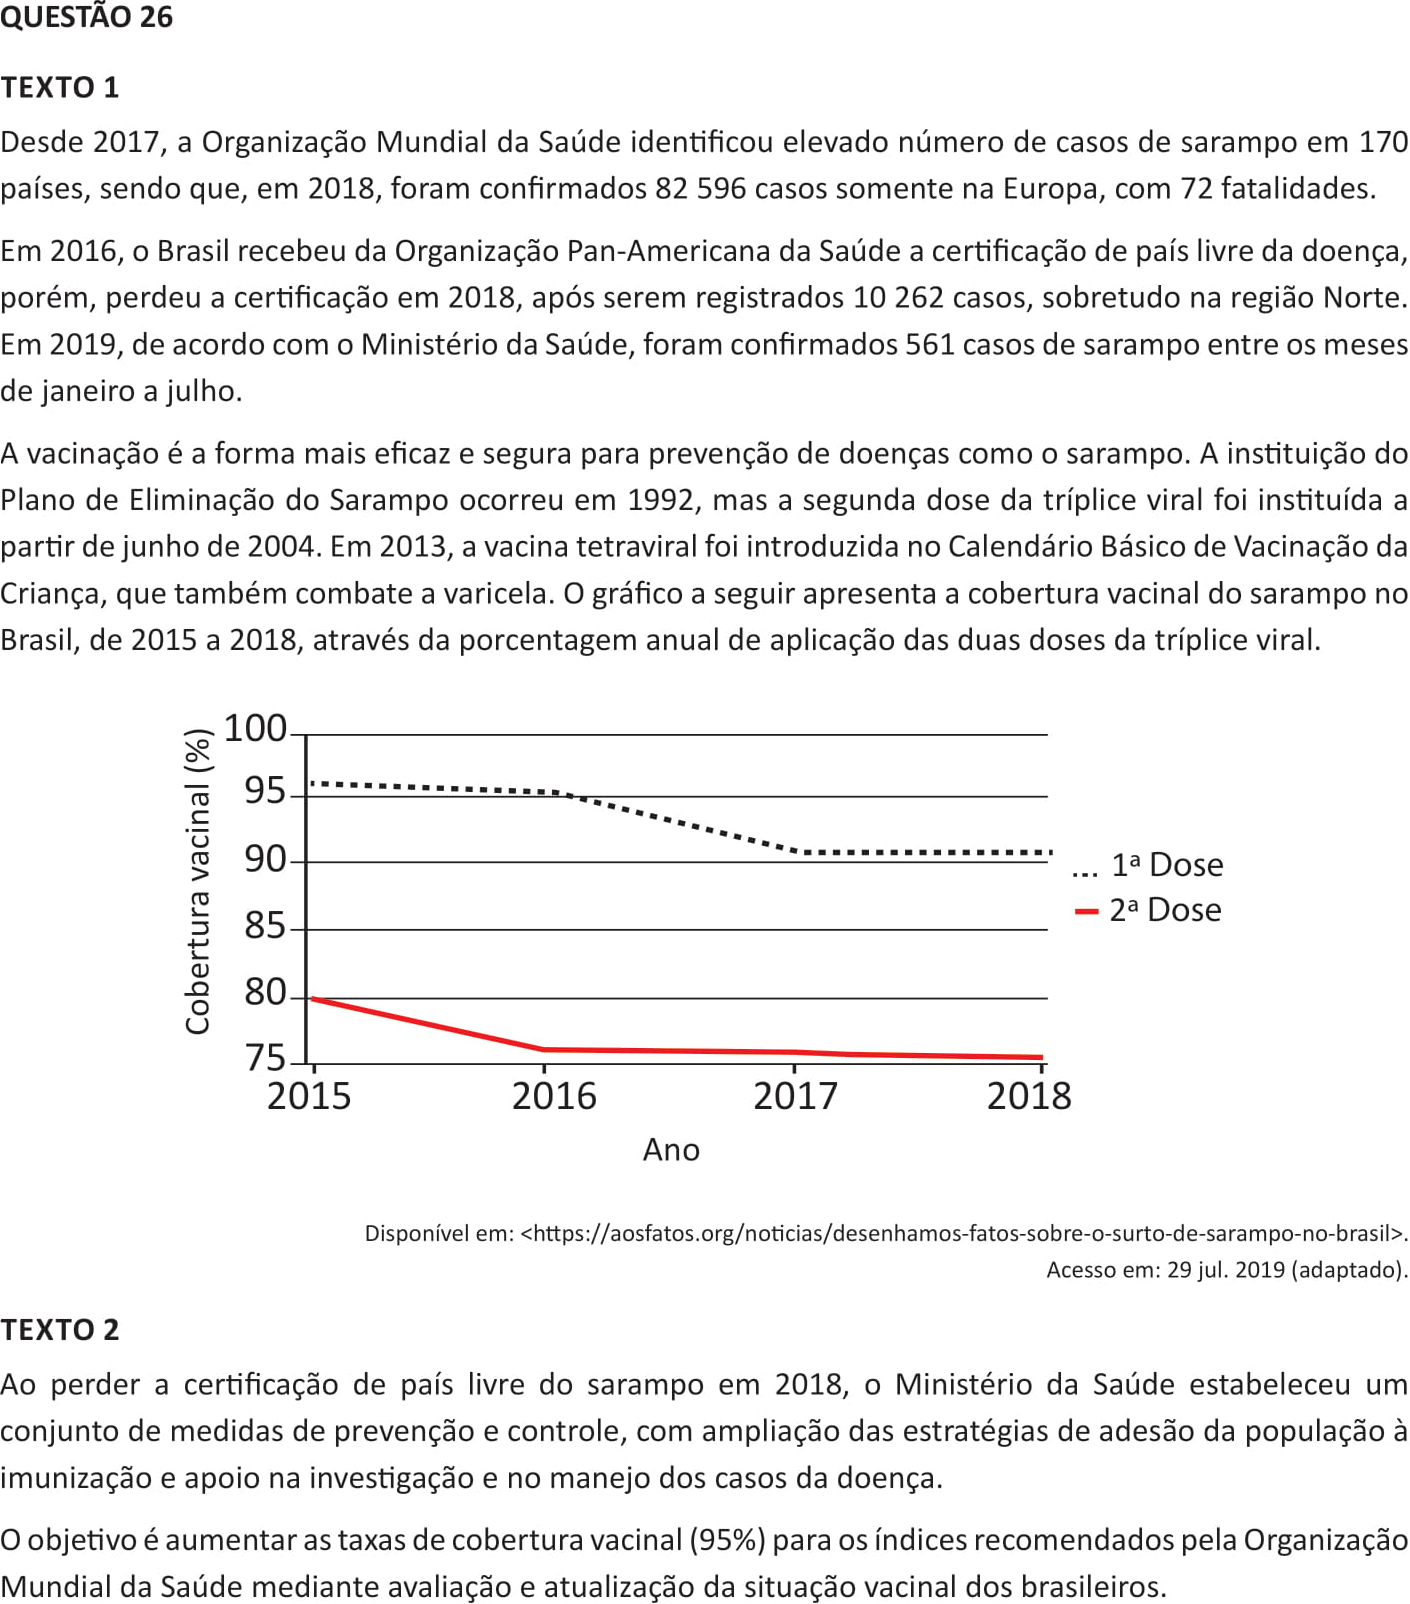 QUESTÃO 26
TEXTO 1
Desde 2017, a Organização Mundial da Saúde identificou elevado número de casos de sarampo em 170
países, sendo que, em 2018, foram confirmados 82 596 casos somente na Europa, com 72 fatalidades.
Em 2016, o Brasil recebeu da Organização Pan-Americana da Saúde a certificação de país livre da doença,
porém, perdeu a certificação em 2018, após serem registrados 10 262 casos, sobretudo na região Norte.
Em 2019, de acordo com o Ministério da Saúde, foram confirmados 561 casos de sarampo entre os meses
de janeiro a julho.
A vacinação é a forma mais eficaz e segura para prevenção de doenças como o sarampo. A instituição do
Plano de Eliminação do Sarampo ocorreu em 1992, mas a segunda dose da tríplice viral foi instituída a
partir de junho de 2004. Em 2013, a vacina tetraviral foi introduzida no Calendário Básico de Vacinação da
Criança, que também combate a varicela. O gráfico a seguir apresenta a cobertura vacinal do sarampo no
Brasil, de 2015 a 2018, através da porcentagem anual de aplicação das duas doses da tríplice viral.
Cobertura vacinal (%)
100
95
90
85
80
75
2015 2016 2017 2018
Ano
1ª Dose
2ª Dose
Disponível em: <https://aosfatos.org/noticias/desenhamos-fatos-sobre-o-surto-de-sarampo-no-brasil>.
Acesso em: 29 jul. 2019 (adaptado).
TEXTO 2
Ao perder a certificação de país livre do sarampo em 2018, o Ministério da Saúde estabeleceu um
conjunto de medidas de prevenção e controle, com ampliação das estratégias de adesão da população à
imunização e apoio na investigação e no manejo dos casos da doença.
O objetivo é aumentar as taxas de cobertura vacinal (95%) para os índices recomendados pela Organização
Mundial da Saúde mediante avaliação e atualização da situação vacinal dos brasileiros.